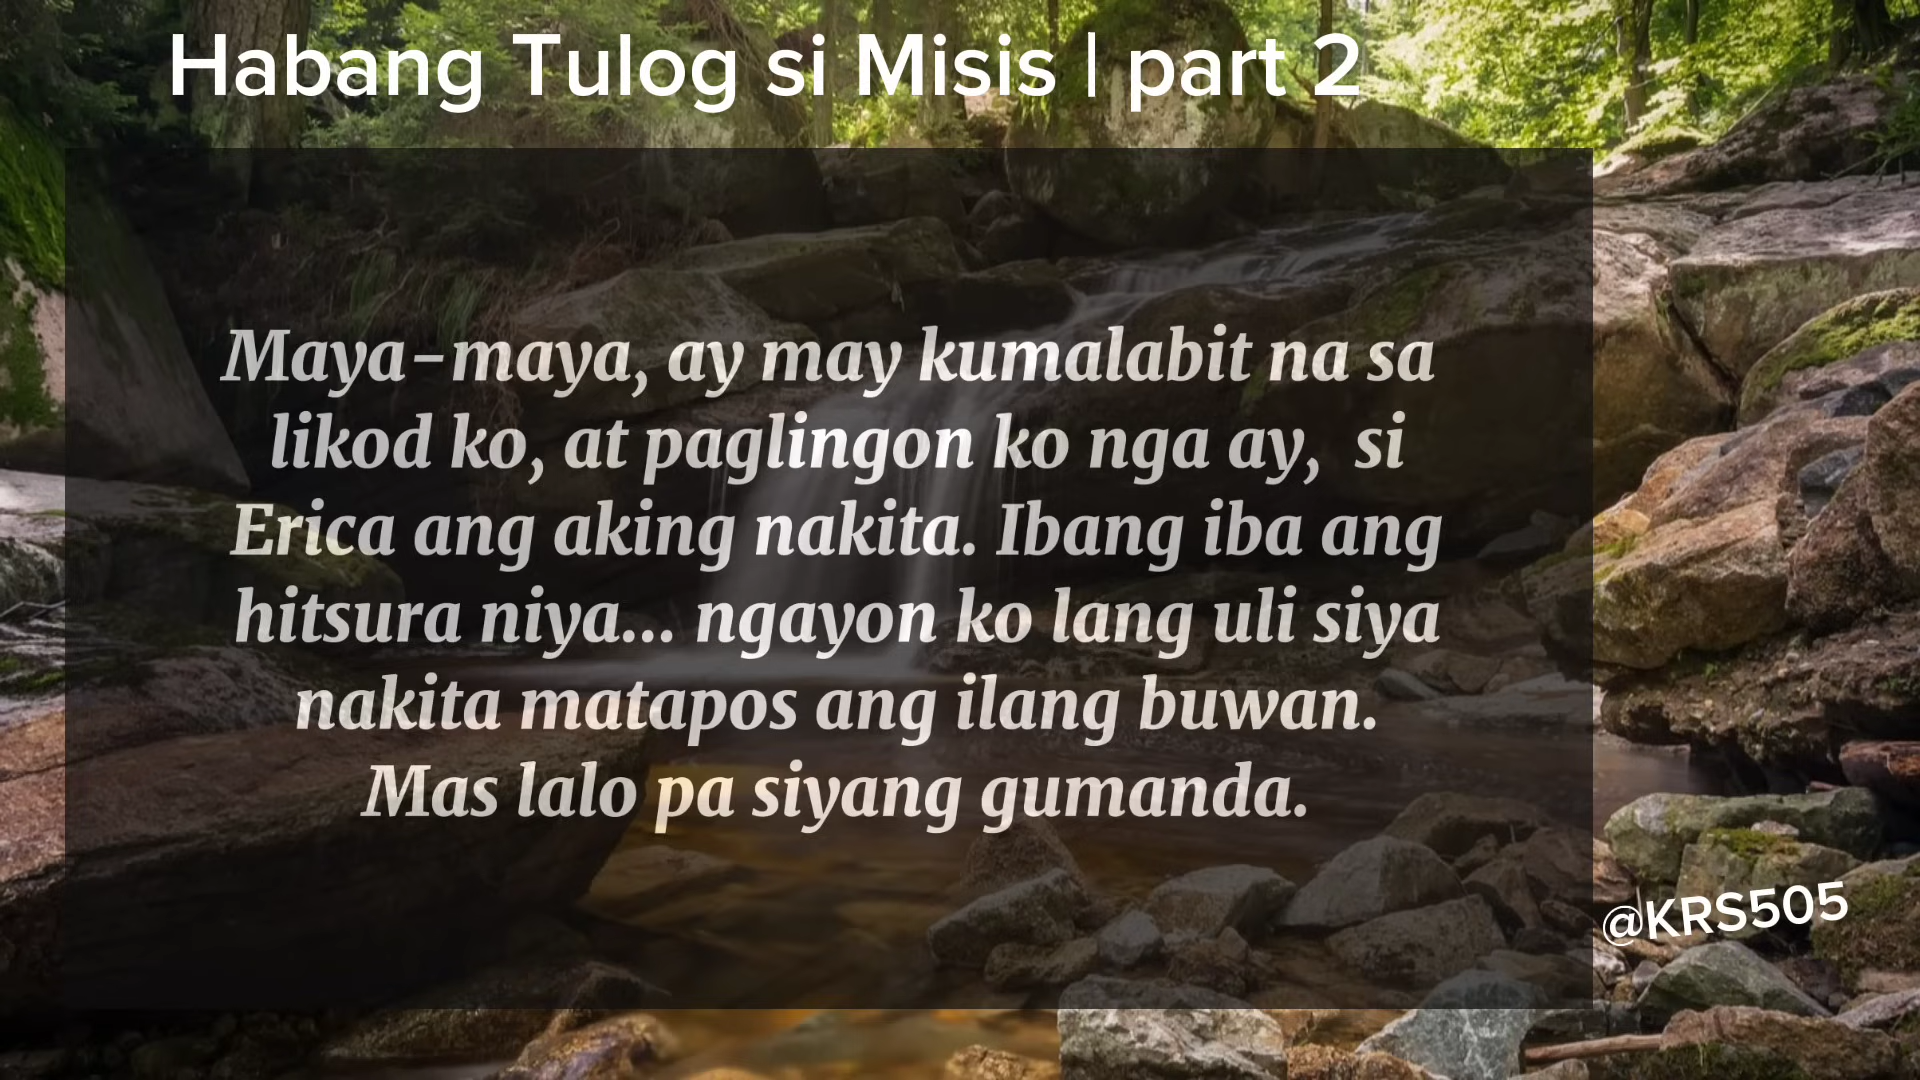 Habang Tulog si Misis | part 2
Maya-maya, ay may kumalabit na sa
likod ko, at paglingon ko nga ay,  si
Erica ang aking nakita. Ibang iba ang
hitsura niya... ngayon ko lang uli siya
nakita matapos ang ilang buwan.
Mas lalo pa siyang gumanda.
@KRS505